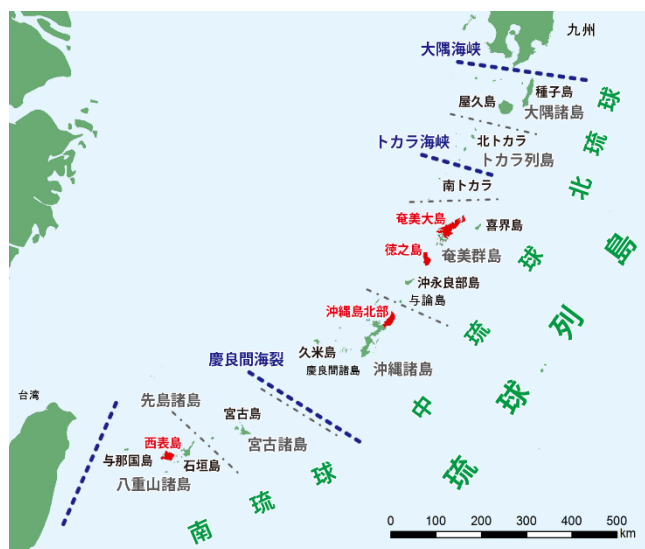 九州
大隅海峡
種子島
屋久島
大隅諸島
北琉球
トカラ海峡
北トカラ
トカラ列島
南トカラ
奄美大島
喜界島
奄美群島
徳之島
沖永良部島
与論島
沖縄島北部
久米島
慶良間諸島
沖縄諸島
中琉球
琉球列島
慶良間海裂
先島諸島
宮古島
宮古諸島
台湾
西表島
与那国島
石垣島
八重山諸島
南琉球
0 100 200 300 400 500
km